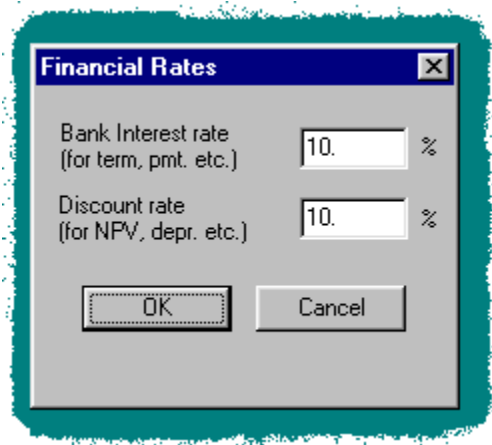 Financial Rates
Bank Interest rate
(for term, pmt. etc.)
10. %
Discount rate
(for NPV, depr. etc.)
10. %
OK Cancel